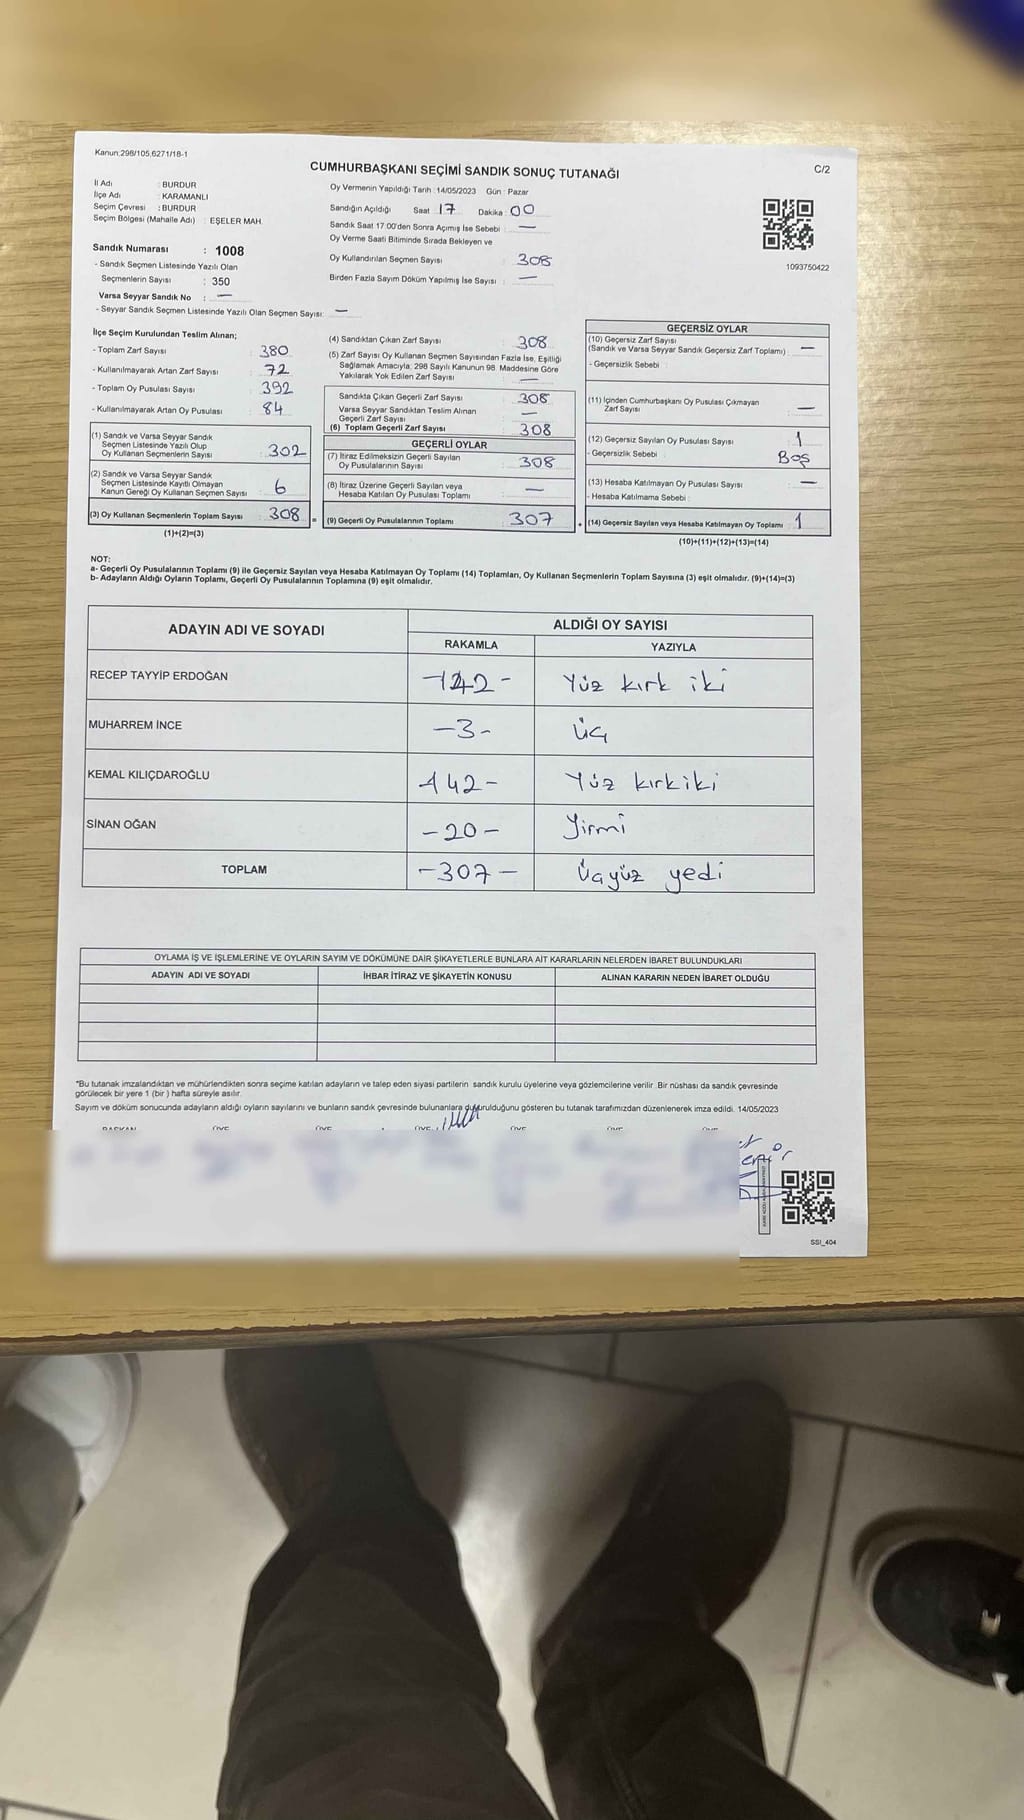 Kanun:298/105,6271/18-1
CUMHURBAŞKANI SEÇİMİ SANDIK SONUÇ TUTANAĞI
C/2
İl Adı : BURDUR
İlçe Adı : KARAMANLI
Seçim Çevresi : BURDUR
Seçim Bölgesi (Mahalle Adı) : EŞELER MAH.
Sandık Numarası : 1008
- Sandık Seçmen Listesinde Yazılı Olan
Seçmenlerin Sayısı : 350
Varsa Seyyar Sandık No : —
- Seyyar Sandık Seçmen Listesinde Yazılı Olan Seçmen Sayısı: —
Oy Vermenin Yapıldığı Tarih :14/05/2023 Gün : Pazar
Sandığın Açıldığı Saat 17 Dakika : 00
Sandık Saat 17:00'den Sonra Açımış İse Sebebi : —
Oy Verme Saati Bitiminde Sırada Bekleyen ve
Oy Kullandırılan Seçmen Sayısı : 308
Birden Fazla Sayım Döküm Yapılmış İse Sayısı : —
1093750422
İlçe Seçim Kurulundan Teslim Alınan;
- Toplam Zarf Sayısı : 380
- Kullanılmayarak Artan Zarf Sayısı : 72
- Toplam Oy Pusulası Sayısı : 392
- Kullanılmayarak Artan Oy Pusulası : 84
(1) Sandık ve Varsa Seyyar Sandık
Seçmen Listesinde Yazılı Olup
Oy Kullanan Seçmenlerin Sayısı : 302
(2) Sandık ve Varsa Seyyar Sandık
Seçmen Listesinde Kayıtlı Olmayan
Kanun Gereği Oy Kullanan Seçmen Sayısı : 6
(3) Oy Kullanan Seçmenlerin Toplam Sayısı : 308
(1)+(2)=(3)
=
(4) Sandıktan Çıkan Zarf Sayısı : 308
(5) Zarf Sayısı Oy Kullanan Seçmen Sayısından Fazla İse, Eşitliği
Sağlamak Amacıyla; 298 Sayılı Kanunun 98. Maddesine Göre
Yakılarak Yok Edilen Zarf Sayısı : —
Sandıkta Çıkan Geçerli Zarf Sayısı : 308
Varsa Seyyar Sandıktan Teslim Alınan
Geçerli Zarf Sayısı : —
(6) Toplam Geçerli Zarf Sayısı : 308
GEÇERLİ OYLAR
(7) İtiraz Edilmeksizin Geçerli Sayılan
Oy Pusulalarının Sayısı : 308
(8) İtiraz Üzerine Geçerli Sayılan veya
Hesaba Katılan Oy Pusulası Toplamı : —
(9) Geçerli Oy Pusulalarının Toplamı : 307
+
GEÇERSİZ OYLAR
(10) Geçersiz Zarf Sayısı
(Sandık ve Varsa Seyyar Sandık Geçersiz Zarf Toplamı) : —
- Geçersizlik Sebebi :
(11) İçinden Cumhurbaşkanı Oy Pusulası Çıkmayan
Zarf Sayısı : —
(12) Geçersiz Sayılan Oy Pusulası Sayısı : 1
- Geçersizlik Sebebi : Boş
(13) Hesaba Katılmayan Oy Pusulası Sayısı : —
- Hesaba Katılmama Sebebi :
(14) Geçersiz Sayılan veya Hesaba Katılmayan Oy Toplamı : 1
(10)+(11)+(12)+(13)=(14)
NOT:
a- Geçerli Oy Pusulalarının Toplamı (9) ile Geçersiz Sayılan veya Hesaba Katılmayan Oy Toplamı (14) Toplamları, Oy Kullanan Seçmenlerin Toplam Sayısına (3) eşit olmalıdır. (9)+(14)=(3)
b- Adayların Aldığı Oyların Toplamı, Geçerli Oy Pusulalarının Toplamına (9) eşit olmalıdır.
ADAYIN ADI VE SOYADI
ALDIĞI OY SAYISI
RAKAMLA YAZIYLA
RECEP TAYYİP ERDOĞAN -142- Yüz kırk iki
MUHARREM İNCE -3- Üç
KEMAL KILIÇDAROĞLU -142- Yüz kırkiki
SİNAN OĞAN -20- Yirmi
TOPLAM -307- Üçyüz yedi
OYLAMA İŞ VE İŞLEMLERİNE VE OYLARIN SAYIM VE DÖKÜMÜNE DAİR ŞİKAYETLERLE BUNLARA AİT KARARLARIN NELERDEN İBARET BULUNDUKLARI
ADAYIN ADI VE SOYADI İHBAR İTİRAZ VE ŞİKAYETİN KONUSU ALINAN KARARIN NEDEN İBARET OLDUĞU
*Bu tutanak imzalandıktan ve mühürlendikten sonra seçime katılan adayların ve talep eden siyasi partilerin sandık kurulu üyelerine veya gözlemcilerine verilir. Bir nüshası da sandık çevresinde
görülecek bir yere 1 (bir ) hafta süreyle asılır.
Sayım ve döküm sonucunda adayların aldığı oyların sayılarını ve bunların sandık çevresinde bulunanlara duyurulduğunu gösteren bu tutanak tarafımızdan düzenlenerek imza edildi. 14/05/2023
BAŞKAN ÜYE ÜYE ÜYE ÜYE ÜYE ÜYE
SSI_404